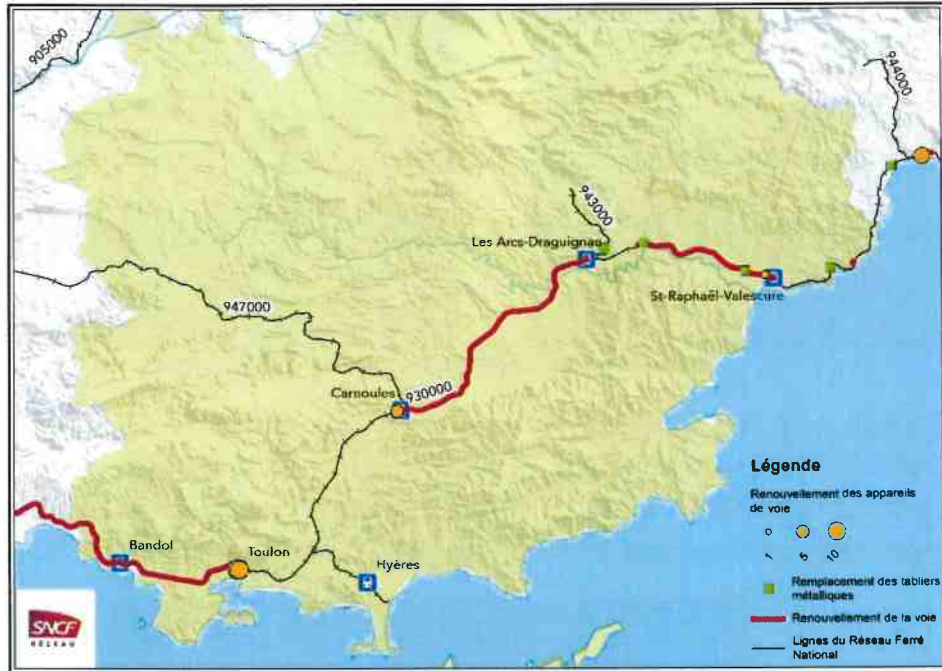 905000
944000
943000
Les Arcs-Draguignan
St-Raphaël-Valescure
947000
930000
Carnoules
Bandol
Toulon
Hyères
Légende
Renouvellement des appareils
de voie
1 5 10
Remplacement des tabliers
métalliques
Renouvellement de la voie
Lignes du Réseau Ferré
National
SNCF
RÉSEAU